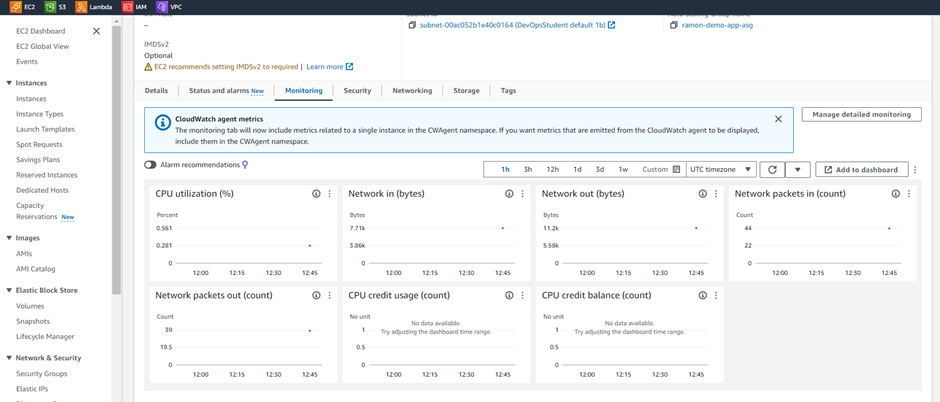 EC2 S3 Lambda IAM VPC
EC2 Dashboard
EC2 Global View
Events
Instances
Instances
Instance Types
Launch Templates
Spot Requests
Savings Plans
Reserved Instances
Dedicated Hosts
Capacity
Reservations New
Images
AMIs
AMI Catalog
Elastic Block Store
Volumes
Snapshots
Lifecycle Manager
Network & Security
Security Groups
Elastic IPs
–
subnet-00ac052b1e40c0164 (DevOpsStudent default 1b)
ramon-demo-app-asg
IMDSv2
Optional
EC2 recommends setting IMDSv2 to required | Learn more
Details Status and alarms New Monitoring Security Networking Storage Tags
CloudWatch agent metrics
The monitoring tab will now include metrics related to a single instance in the CWAgent namespace. If you want metrics that are emitted from the CloudWatch agent to be displayed,
include them in the CWAgent namespace.
Manage detailed monitoring
Alarm recommendations
1h 3h 12h 1d 3d 1w Custom UTC timezone Add to dashboard
CPU utilization (%)
Percent
0.561
0.281
0
12:00 12:15 12:30 12:45
Network in (bytes)
Bytes
7.71k
3.86k
0
12:00 12:15 12:30 12:45
Network out (bytes)
Bytes
11.2k
5.58k
0
12:00 12:15 12:30 12:45
Network packets in (count)
Count
44
22
0
12:00 12:15 12:30 12:45
Network packets out (count)
Count
39
19.5
0
12:00 12:15 12:30 12:45
CPU credit usage (count)
No unit
No data available.
Try adjusting the dashboard time range.
1
0.5
0
12:00 12:15 12:30 12:45
CPU credit balance (count)
No unit
No data available.
Try adjusting the dashboard time range.
1
0.5
0
12:00 12:15 12:30 12:45